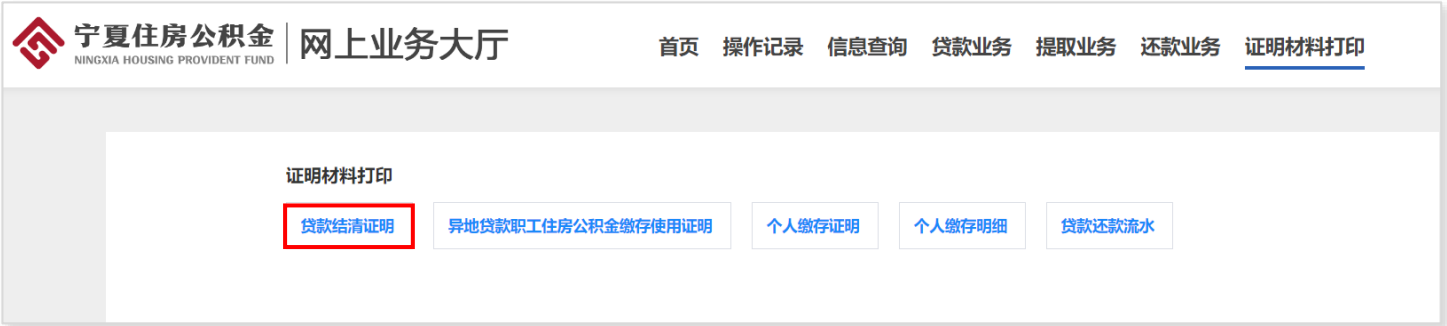 宁夏住房公积金 网上业务大厅 首页 操作记录 信息查询 贷款业务 提取业务 还款业务 证明材料打印
NINGXIA HOUSING PROVIDENT FUND
证明材料打印
贷款结清证明 异地贷款职工住房公积金缴存使用证明 个人缴存证明 个人缴存明细 贷款还款流水